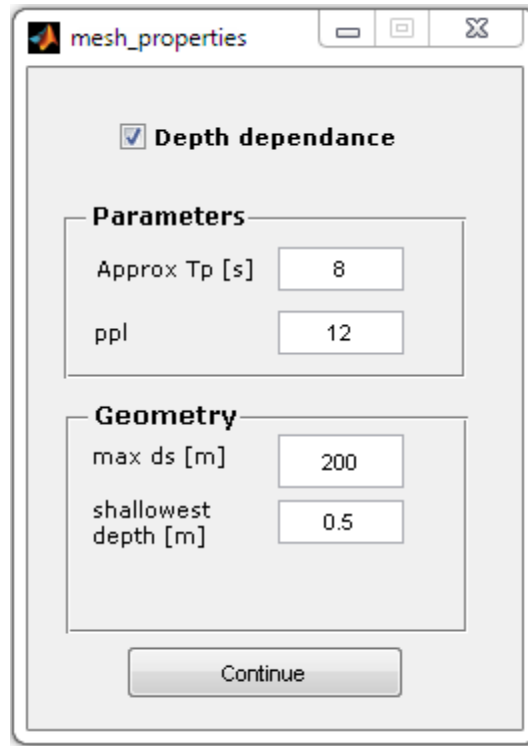 mesh_properties
Depth dependance
Parameters
Approx Tp [s] 8
ppl 12
Geometry
max ds [m] 200
shallowest
depth [m] 0.5
Continue